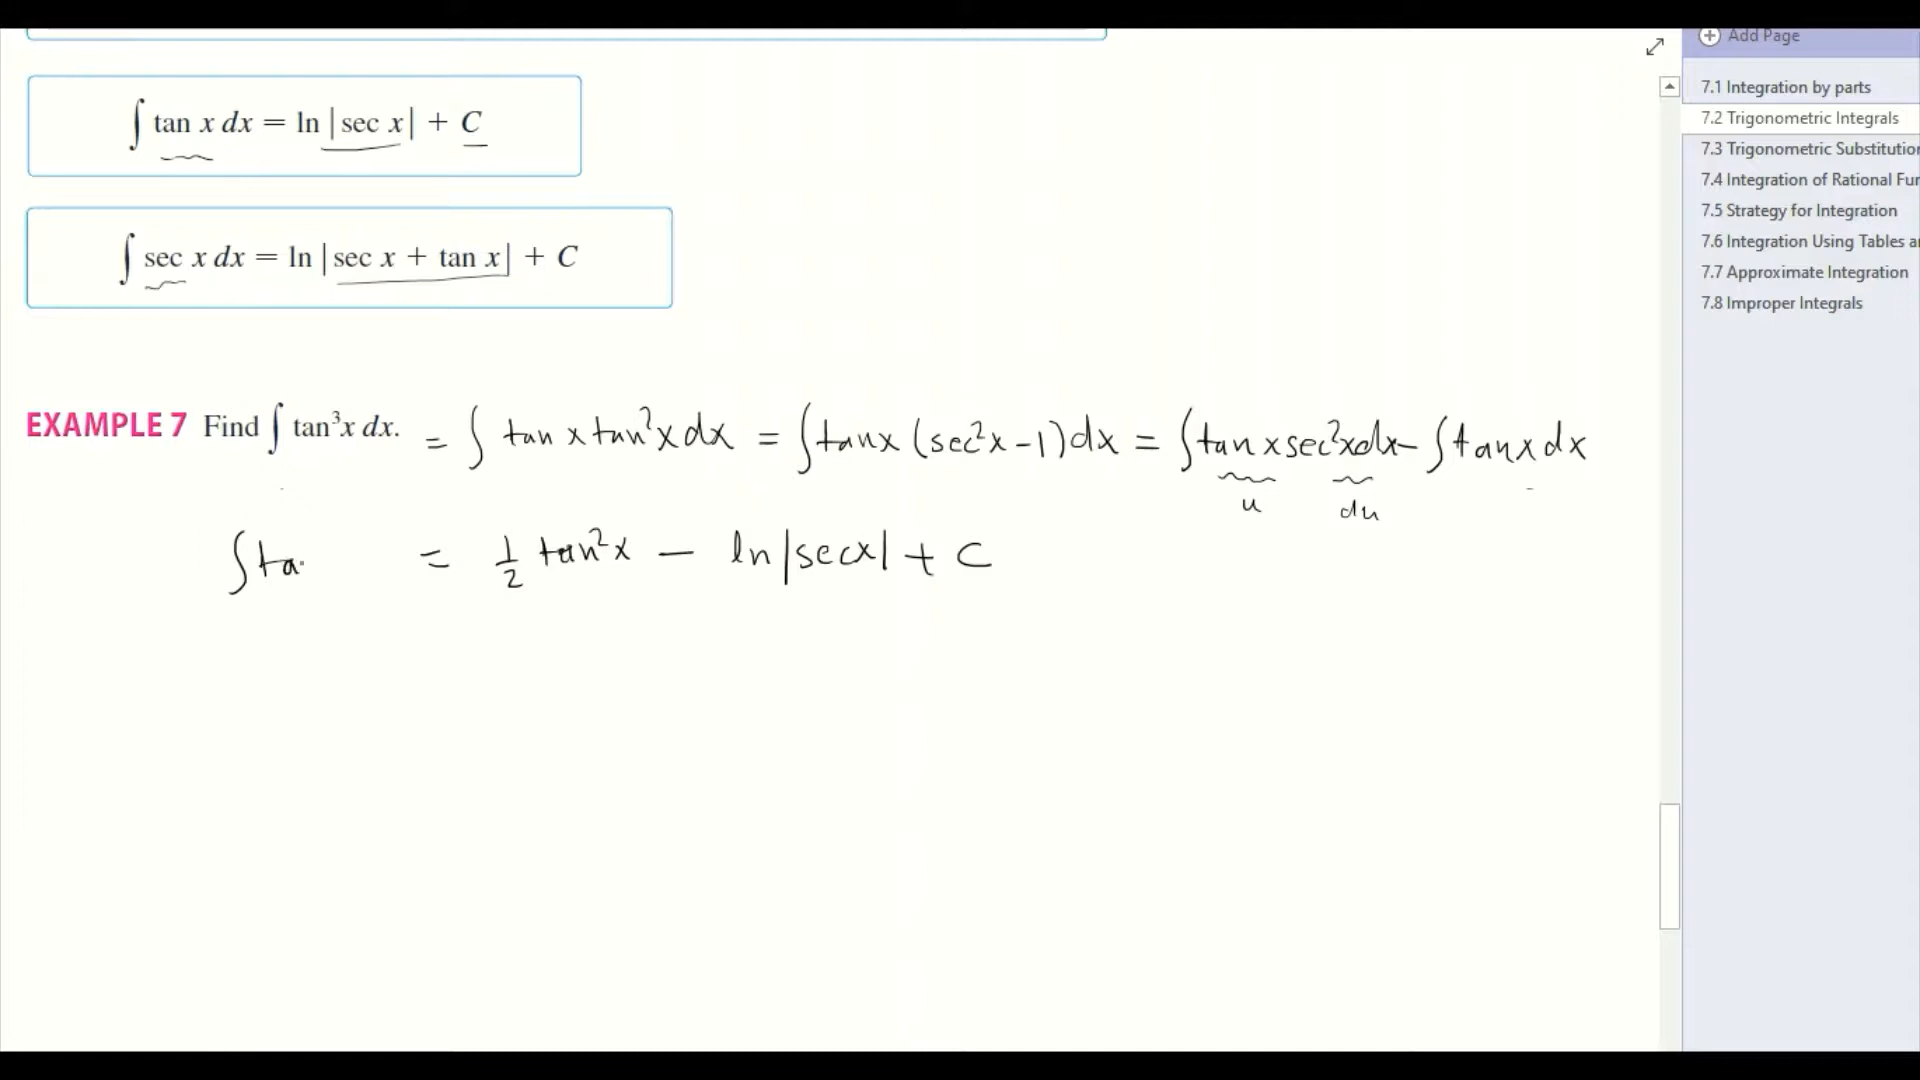 Add Page
∫ tan x dx = ln |sec x| + C
7.1 Integration by parts
7.2 Trigonometric Integrals
7.3 Trigonometric Substitution
7.4 Integration of Rational Fur
7.5 Strategy for Integration
7.6 Integration Using Tables a
7.7 Approximate Integration
7.8 Improper Integrals
∫ sec x dx = ln |sec x + tan x| + C
EXAMPLE 7 Find ∫ tan³x dx. = ∫ tan x tan²x dx = ∫ tan x (sec²x − 1) dx = ∫ tan x sec²x dx − ∫ tan x dx
u du
∫ ta = 1/2 tan²x − ln|sec x| + C